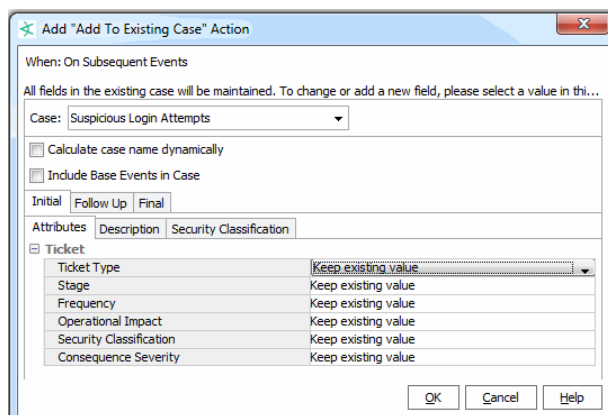 Add "Add To Existing Case" Action
When: On Subsequent Events
All fields in the existing case will be maintained. To change or add a new field, please select a value in thi...
Case: Suspicious Login Attempts
Calculate case name dynamically
Include Base Events in Case
Initial Follow Up Final
Attributes Description Security Classification
Ticket
Ticket Type Keep existing value
Stage Keep existing value
Frequency Keep existing value
Operational Impact Keep existing value
Security Classification Keep existing value
Consequence Severity Keep existing value
OK Cancel Help